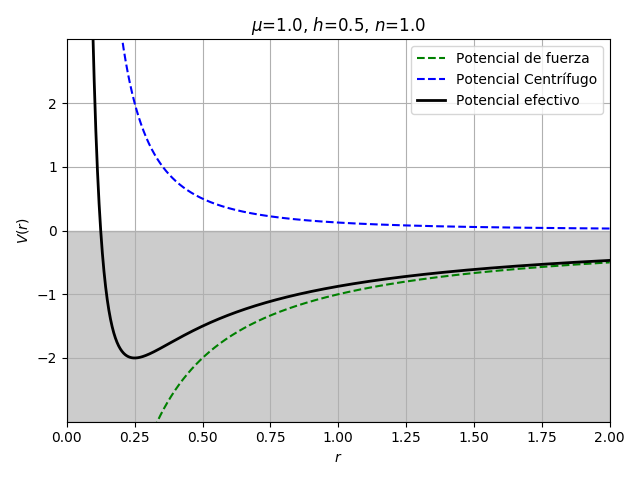 μ=1.0, h=0.5, n=1.0
Potencial de fuerza
Potencial Centrífugo
Potencial efectivo
V(r)
2
1
0
−1
−2
0.00 0.25 0.50 0.75 1.00 1.25 1.50 1.75 2.00
r